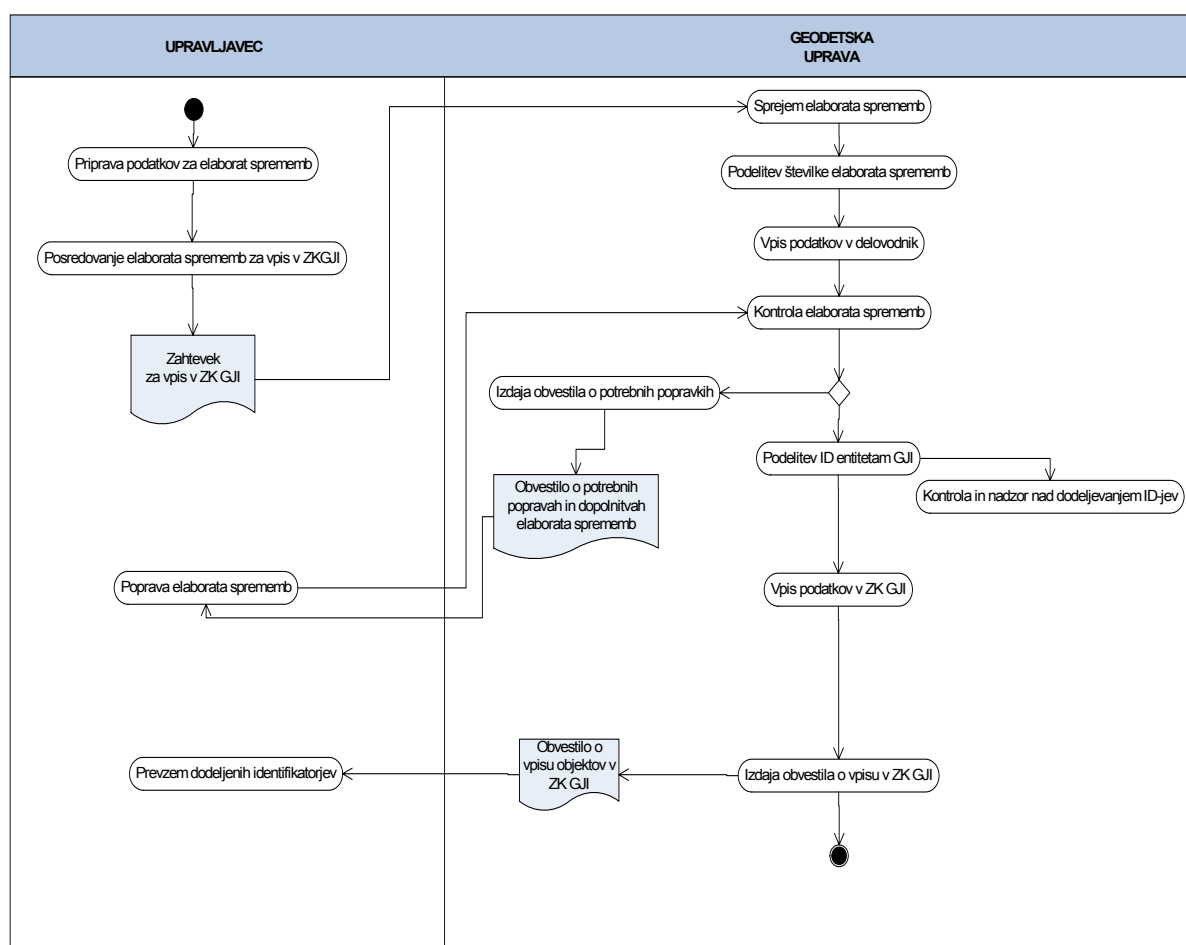 UPRAVLJAVEC
GEODETSKA
UPRAVA
Sprejem elaborata sprememb
Priprava podatkov za elaborat sprememb
Podelitev številke elaborata sprememb
Vpis podatkov v delovodnik
Posredovanje elaborata sprememb za vpis v ZKGJI
Kontrola elaborata sprememb
Zahtevek
za vpis v ZK GJI
Izdaja obvestila o potrebnih popravkih
Podelitev ID entitetam GJI
Kontrola in nadzor nad dodeljevanjem ID-jev
Obvestilo o potrebnih
popravah in dopolnitvah
elaborata sprememb
Poprava elaborata sprememb
Vpis podatkov v ZK GJI
Prevzem dodeljenih identifikatorjev
Obvestilo o
vpisu objektov v
ZK GJI
Izdaja obvestila o vpisu v ZK GJI